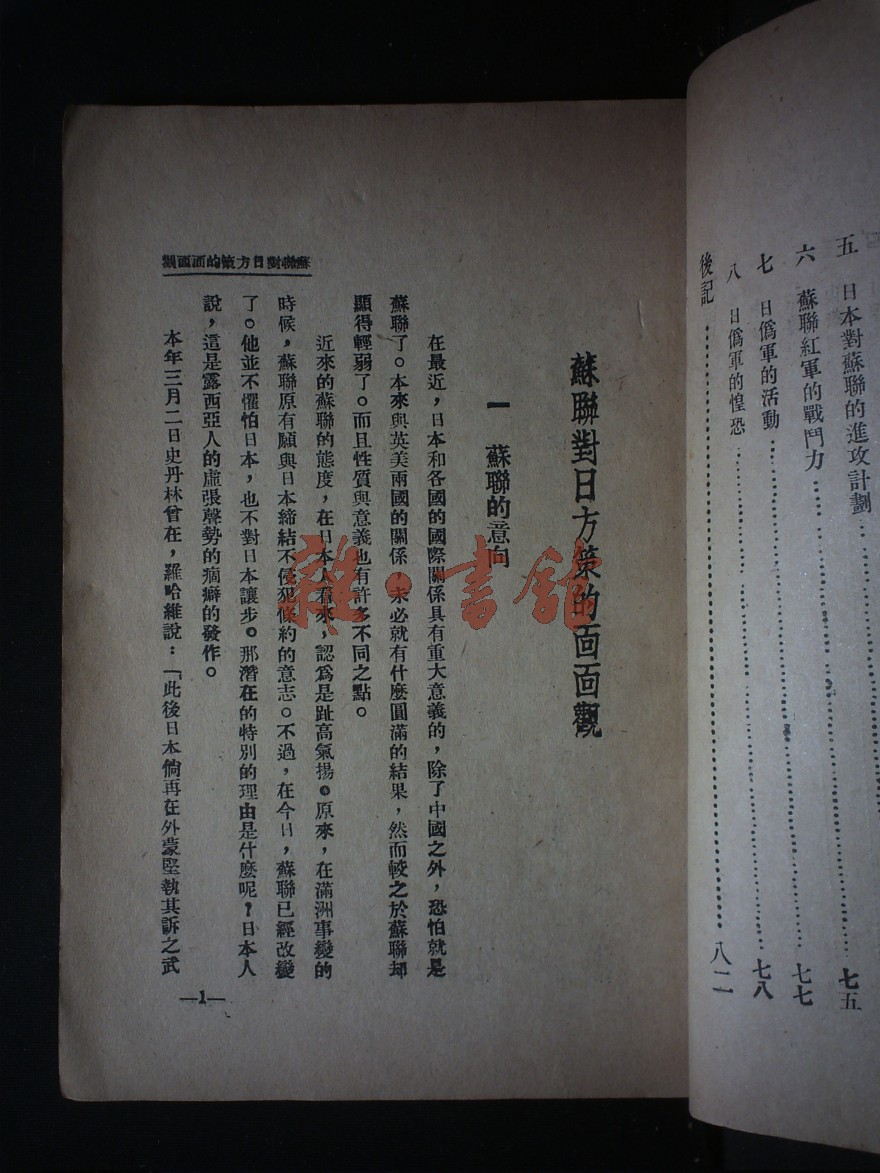 五 日本對蘇聯的進攻計劃……七五
六 蘇聯紅軍的戰鬥力……七七
七 日僞軍的活動……七八
八 日僞軍的惶恐……
後記……八二
蘇聯對日方策的面面觀
一 蘇聯的意向
在最近，日本和各國的國際關係具有重大意義的，除了中國之外，恐怕就是
蘇聯了。本來與英美兩國的關係，未必就有什麼圓滿的結果，然而較之於蘇聯却
顯得輕弱了。而且性質與意義也有許多不同之點。
近來的蘇聯的態度，在日本人看來，認爲是趾高氣揚。原來，在滿洲事變的
時候，蘇聯原有願與日本締結不侵犯條約的意志。不過，在今日，蘇聯已經改變
了。他並不懼怕日本，也不對日本讓步。那潛在的特別的理由是什麼呢？日本人
說，這是露西亞人的虛張聲勢的痼癖的發作。
本年三月二日史丹林曾在，羅哈維說：「此後日本倘再在外蒙堅執其訴之武
蘇聯對日方策的面面觀
—1—
雜·書館